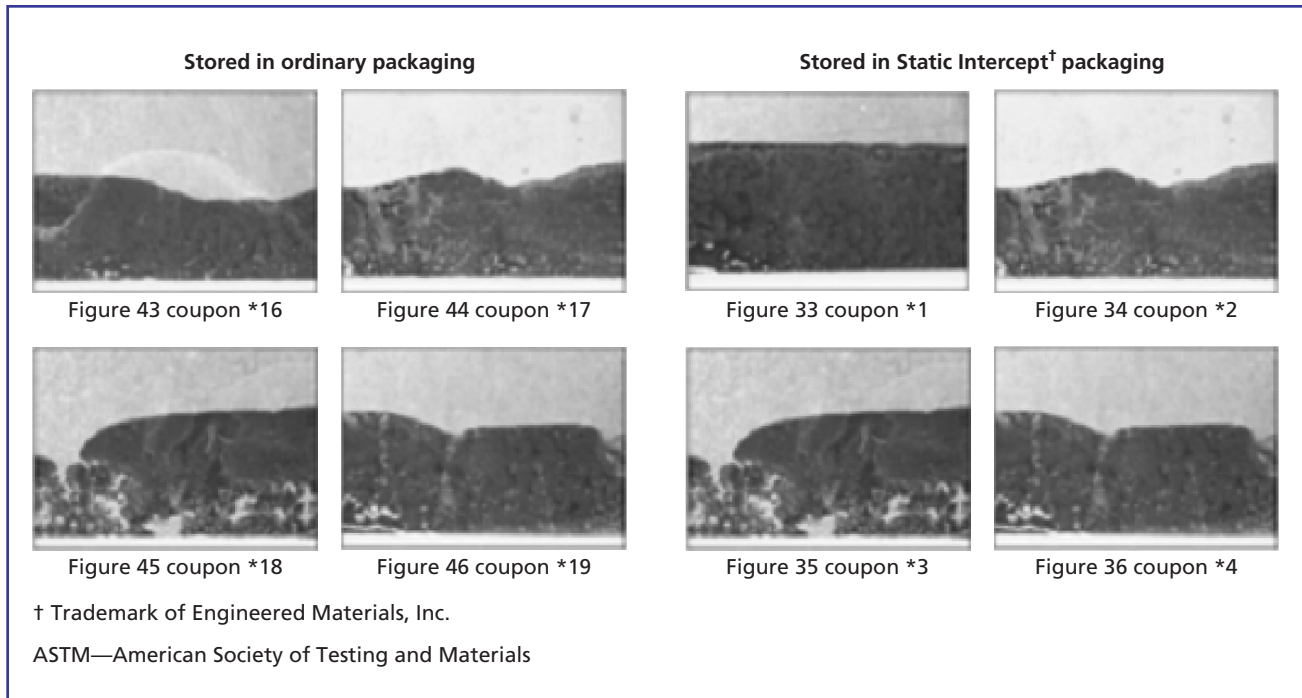 Stored in ordinary packaging
Stored in Static Intercept† packaging
Figure 43 coupon *16
Figure 44 coupon *17
Figure 33 coupon *1
Figure 34 coupon *2
Figure 45 coupon *18
Figure 46 coupon *19
Figure 35 coupon *3
Figure 36 coupon *4
† Trademark of Engineered Materials, Inc.
ASTM—American Society of Testing and Materials